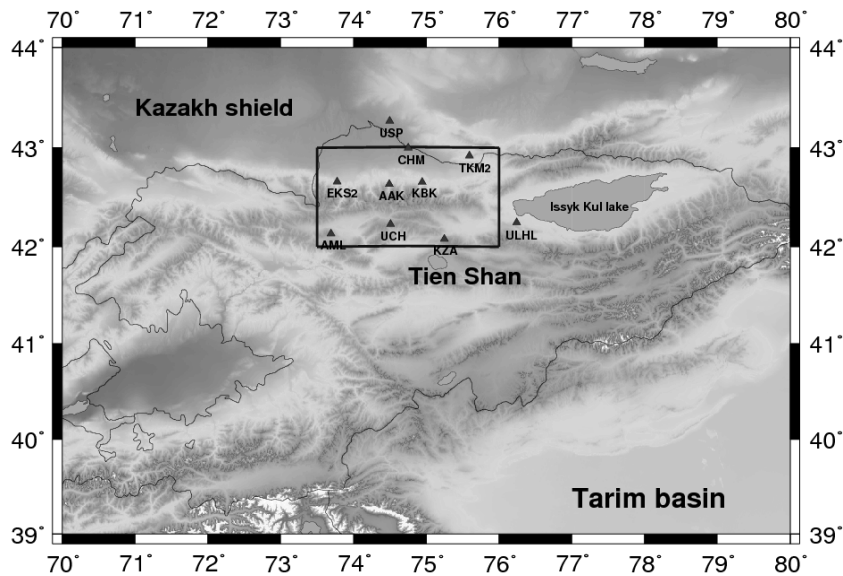 70˚ 71˚ 72˚ 73˚ 74˚ 75˚ 76˚ 77˚ 78˚ 79˚ 80˚
44˚ 44˚
Kazakh shield
USP
43˚ 43˚
CHM
TKM2
EKS2 AAK KBK
Issyk Kul lake
UCH ULHL
AML KZA
42˚ 42˚
Tien Shan
41˚ 41˚
40˚ 40˚
Tarim basin
39˚ 39˚
70˚ 71˚ 72˚ 73˚ 74˚ 75˚ 76˚ 77˚ 78˚ 79˚ 80˚